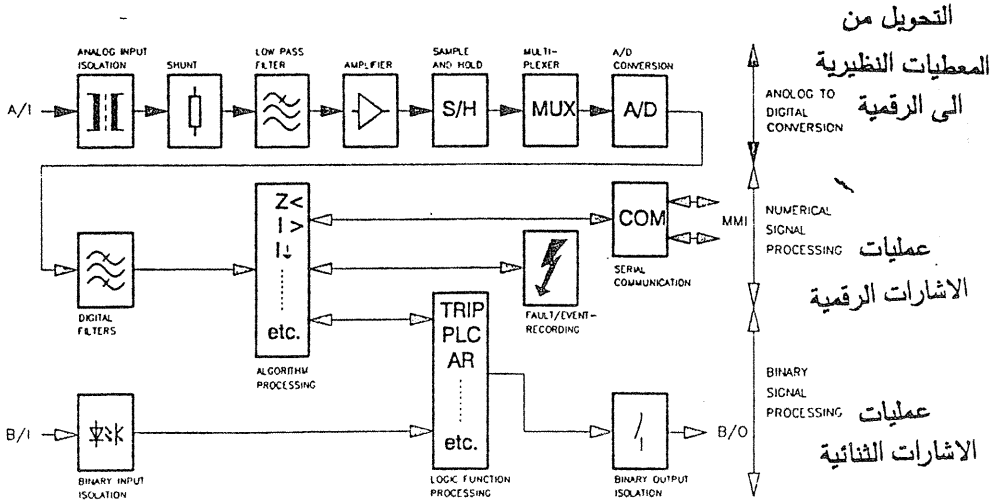 ANALOG INPUT
ISOLATION
SHUNT
LOW PASS
FILTER
AMPLIFIER
SAMPLE
AND HOLD
MULTI-
PLEXER
A/D
CONVERSION
A/I
S/H
MUX
A/D
ANOLOG TO
DIGITAL
CONVERSION
التحويل من
المعطيات النظيرية
الى الرقمية
Z<
I >
I↓
etc.
ALGORITHM
PROCESSING
DIGITAL
FILTERS
COM
SERIAL
COMMUNICATION
MMI
FAULT/EVENT-
RECORDING
NUMERICAL
SIGNAL
PROCESSING
عمليات
الاشارات الرقمية
TRIP
PLC
AR
etc.
LOGIC FUNCTION
PROCESSING
B/I
BINARY INPUT
ISOLATION
BINARY OUTPUT
ISOLATION
B/O
BINARY
SIGNAL
PROCESSING
عمليات
الاشارات الثنائية